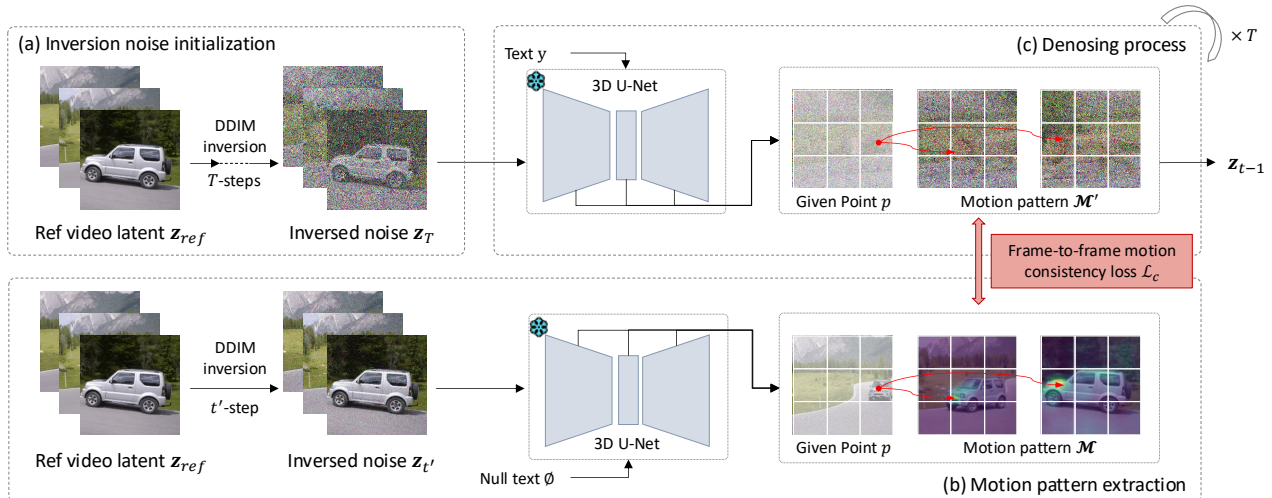 (a) Inversion noise initialization
DDIM
inversion
T-steps
Ref video latent z_ref
Inversed noise z_T
(c) Denosing process
× T
Text y
3D U-Net
Given Point p
Motion pattern M′
z_{t−1}
Frame-to-frame motion
consistency loss L_c
DDIM
inversion
t′-step
Ref video latent z_ref
Inversed noise z_{t′}
3D U-Net
Null text ∅
Given Point p
Motion pattern M
(b) Motion pattern extraction